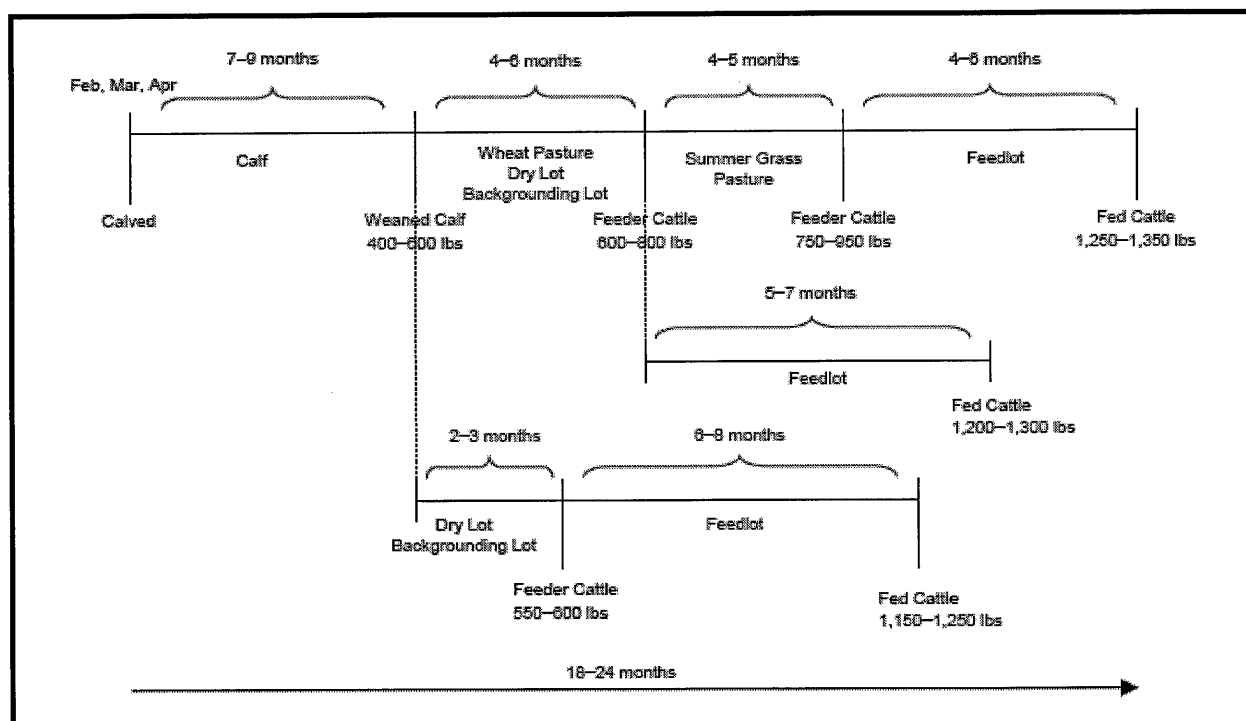 7–9 months
4–6 months
4–5 months
4–6 months
Feb, Mar, Apr
Calf
Wheat Pasture
Dry Lot
Backgrounding Lot
Summer Grass
Pasture
Feedlot
Calved
Weaned Calf
400–600 lbs
Feeder Cattle
600–800 lbs
Feeder Cattle
750–950 lbs
Fed Cattle
1,250–1,350 lbs
5–7 months
Feedlot
Fed Cattle
1,200–1,300 lbs
2–3 months
6–9 months
Dry Lot
Backgrounding Lot
Feedlot
Feeder Cattle
550–600 lbs
Fed Cattle
1,150–1,250 lbs
18–24 months